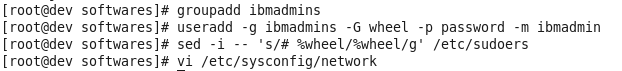 [root@dev softwares]# groupadd ibmadmins
[root@dev softwares]# useradd -g ibmadmins -G wheel -p password -m ibmadmin
[root@dev softwares]# sed -i -- 's/# %wheel/%wheel/g' /etc/sudoers
[root@dev softwares]# vi /etc/sysconfig/network